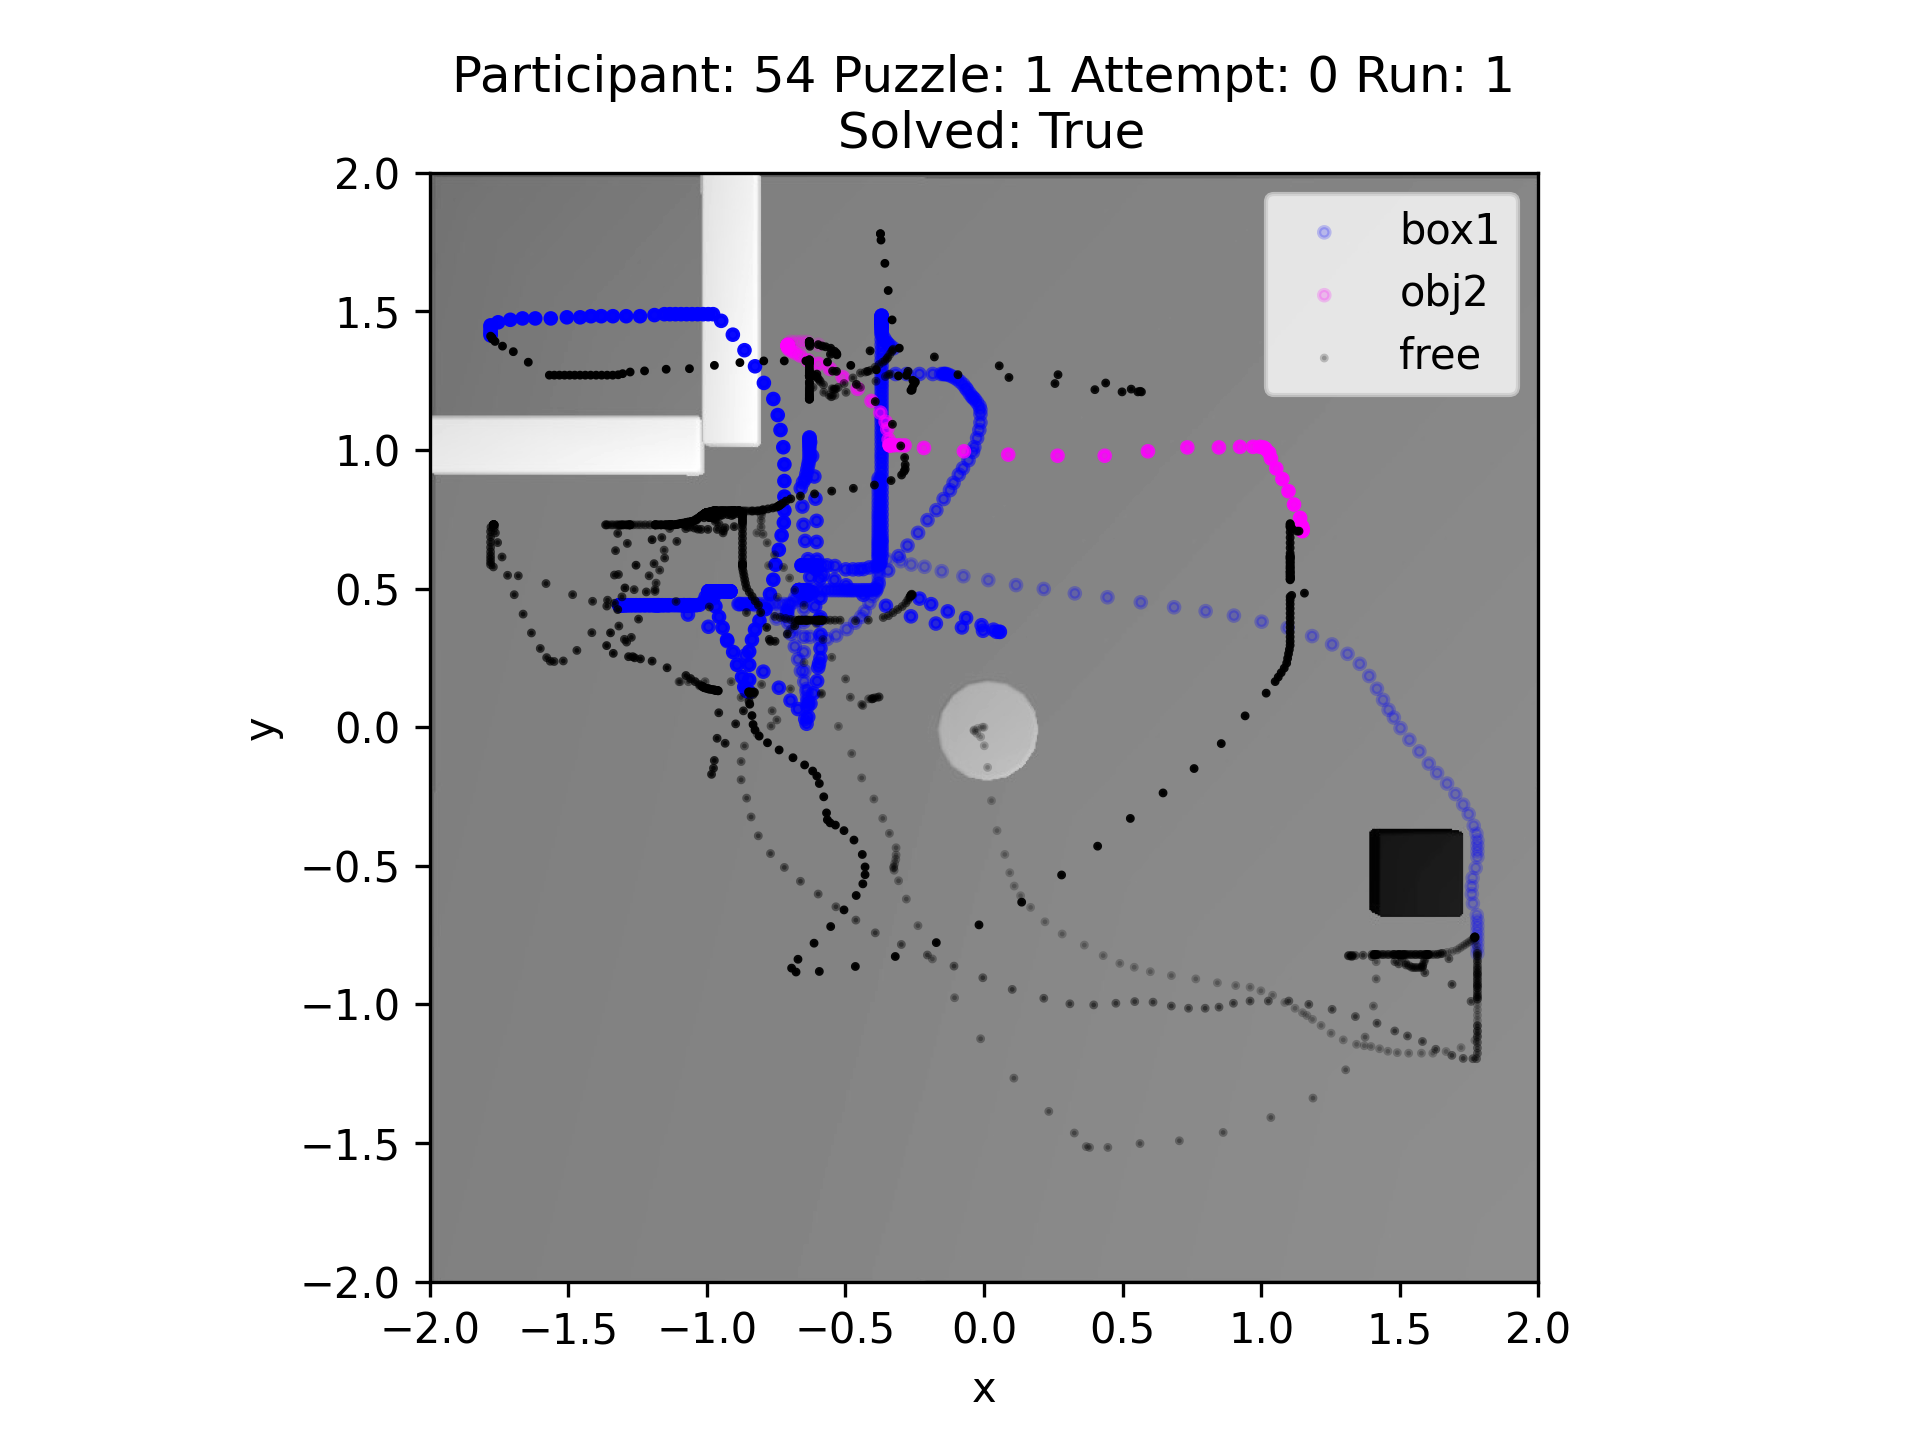 Participant: 54 Puzzle: 1 Attempt: 0 Run: 1
Solved: True
box1
obj2
free
2.0
1.5
1.0
0.5
0.0
−0.5
−1.0
−1.5
−2.0
y
−2.0 −1.5 −1.0 −0.5 0.0 0.5 1.0 1.5 2.0
x